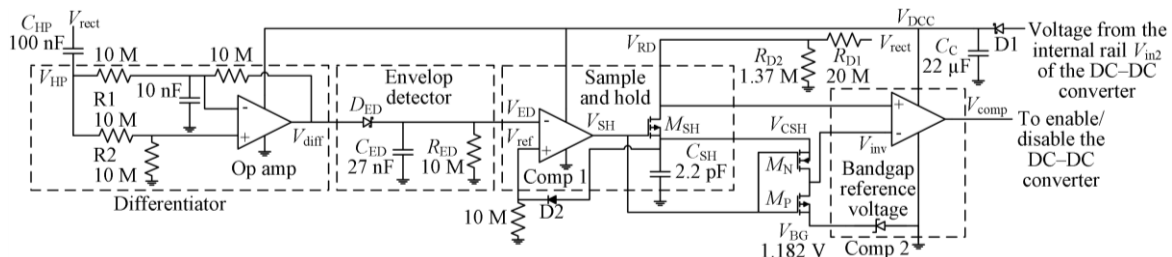 C_HP
100 nF
V_rect
10 M
10 M
V_HP
R1
10 nF
10 M
R2
10 M
-
+
Op amp
V_diff
Differentiator
D_ED
Envelop
detector
C_ED
27 nF
R_ED
10 M
V_ED
V_ref
-
+
Comp 1
Sample
and hold
V_SH
M_SH
C_SH
2.2 pF
D2
10 M
V_RD
R_D2
1.37 M
R_D1
20 M
V_rect
V_CSH
M_N
M_P
V_BG
1.182 V
V_inv
+
-
Bandgap
reference
voltage
Comp 2
V_DCC
C_C
22 μF
D1
Voltage from the
internal rail V_in2
of the DC–DC
converter
V_comp
To enable/
disable the
DC–DC
converter